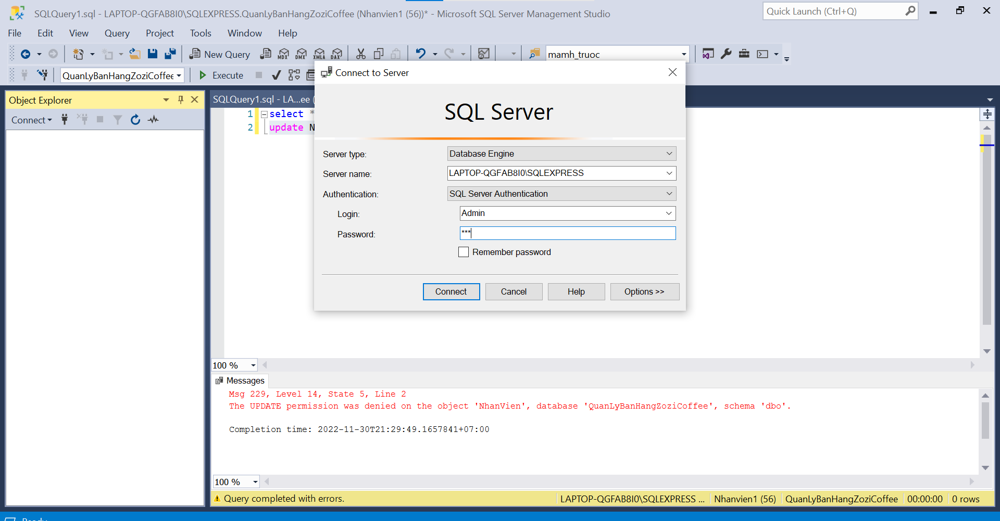 SQLQuery1.sql - LAPTOP-QGFAB8I0\SQLEXPRESS.QuanLyBanHangZoziCoffee (Nhanvien1 (56))* - Microsoft SQL Server Management Studio
Quick Launch (Ctrl+Q)
File Edit View Query Project Tools Window Help
New Query MDX DMX XMLA DAX mamh_truoc
QuanLyBanHangZoziCoffee Execute
Connect to Server
Object Explorer
SQLQuery1.sql - LA...ee (
Connect
1 select *
2 update N
SQL Server
Server type: Database Engine
Server name: LAPTOP-QGFAB8I0\SQLEXPRESS
Authentication: SQL Server Authentication
Login: Admin
Password: ***
Remember password
Connect Cancel Help Options >>
100 %
Messages
Msg 229, Level 14, State 5, Line 2
The UPDATE permission was denied on the object 'NhanVien', database 'QuanLyBanHangZoziCoffee', schema 'dbo'.
Completion time: 2022-11-30T21:29:49.1657841+07:00
100 %
Query completed with errors. LAPTOP-QGFAB8I0\SQLEXPRESS ... Nhanvien1 (56) QuanLyBanHangZoziCoffee 00:00:00 0 rows
Ready